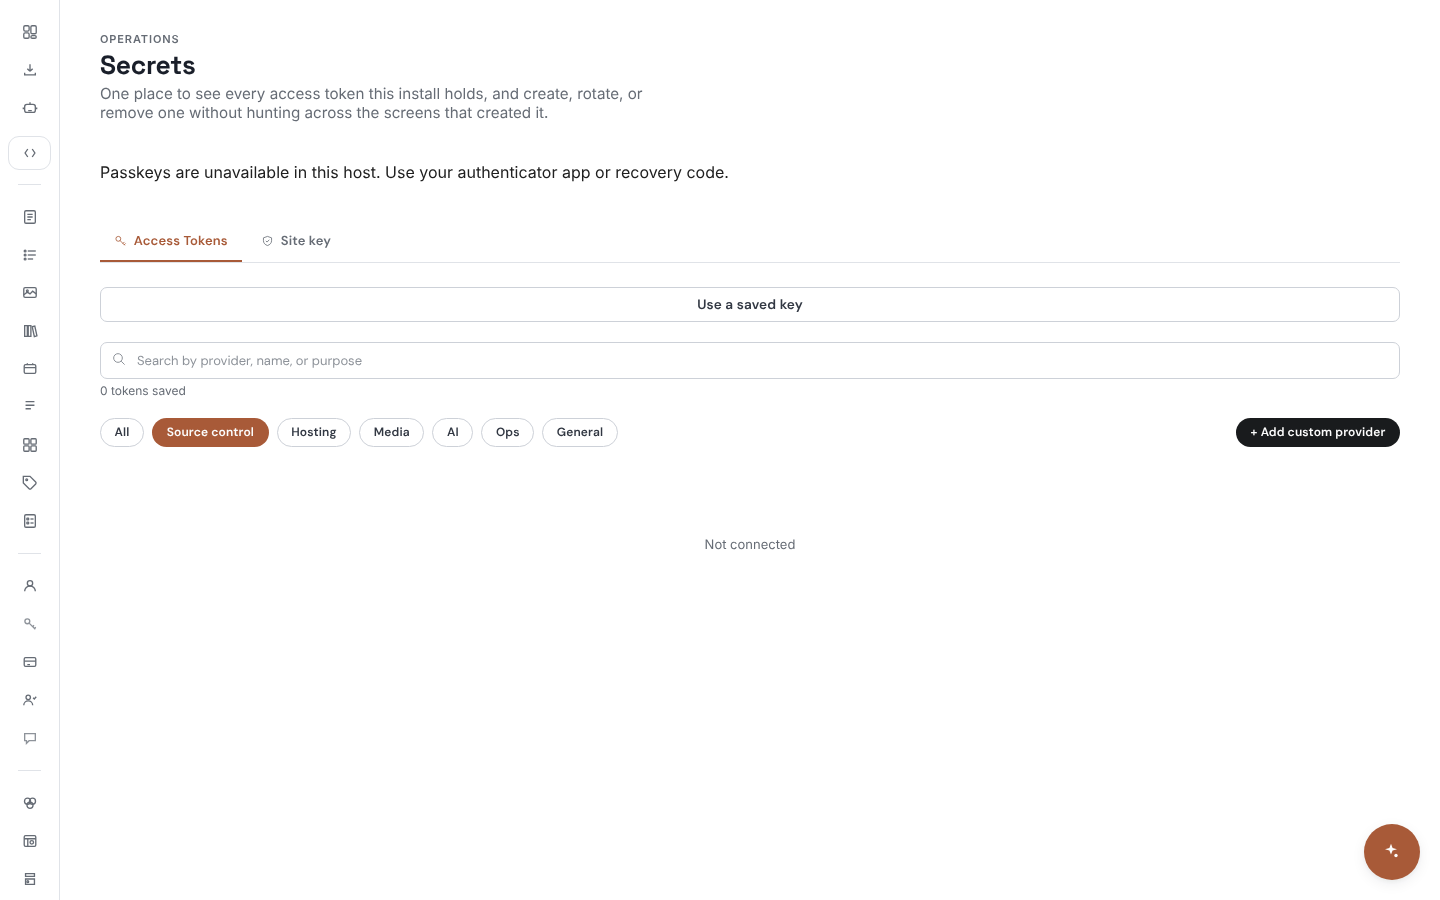 OPERATIONS
Secrets
One place to see every access token this install holds, and create, rotate, or
remove one without hunting across the screens that created it.
Passkeys are unavailable in this host. Use your authenticator app or recovery code.
Access Tokens
Site key
Use a saved key
Search by provider, name, or purpose
0 tokens saved
All
Source control
Hosting
Media
AI
Ops
General
+ Add custom provider
Not connected